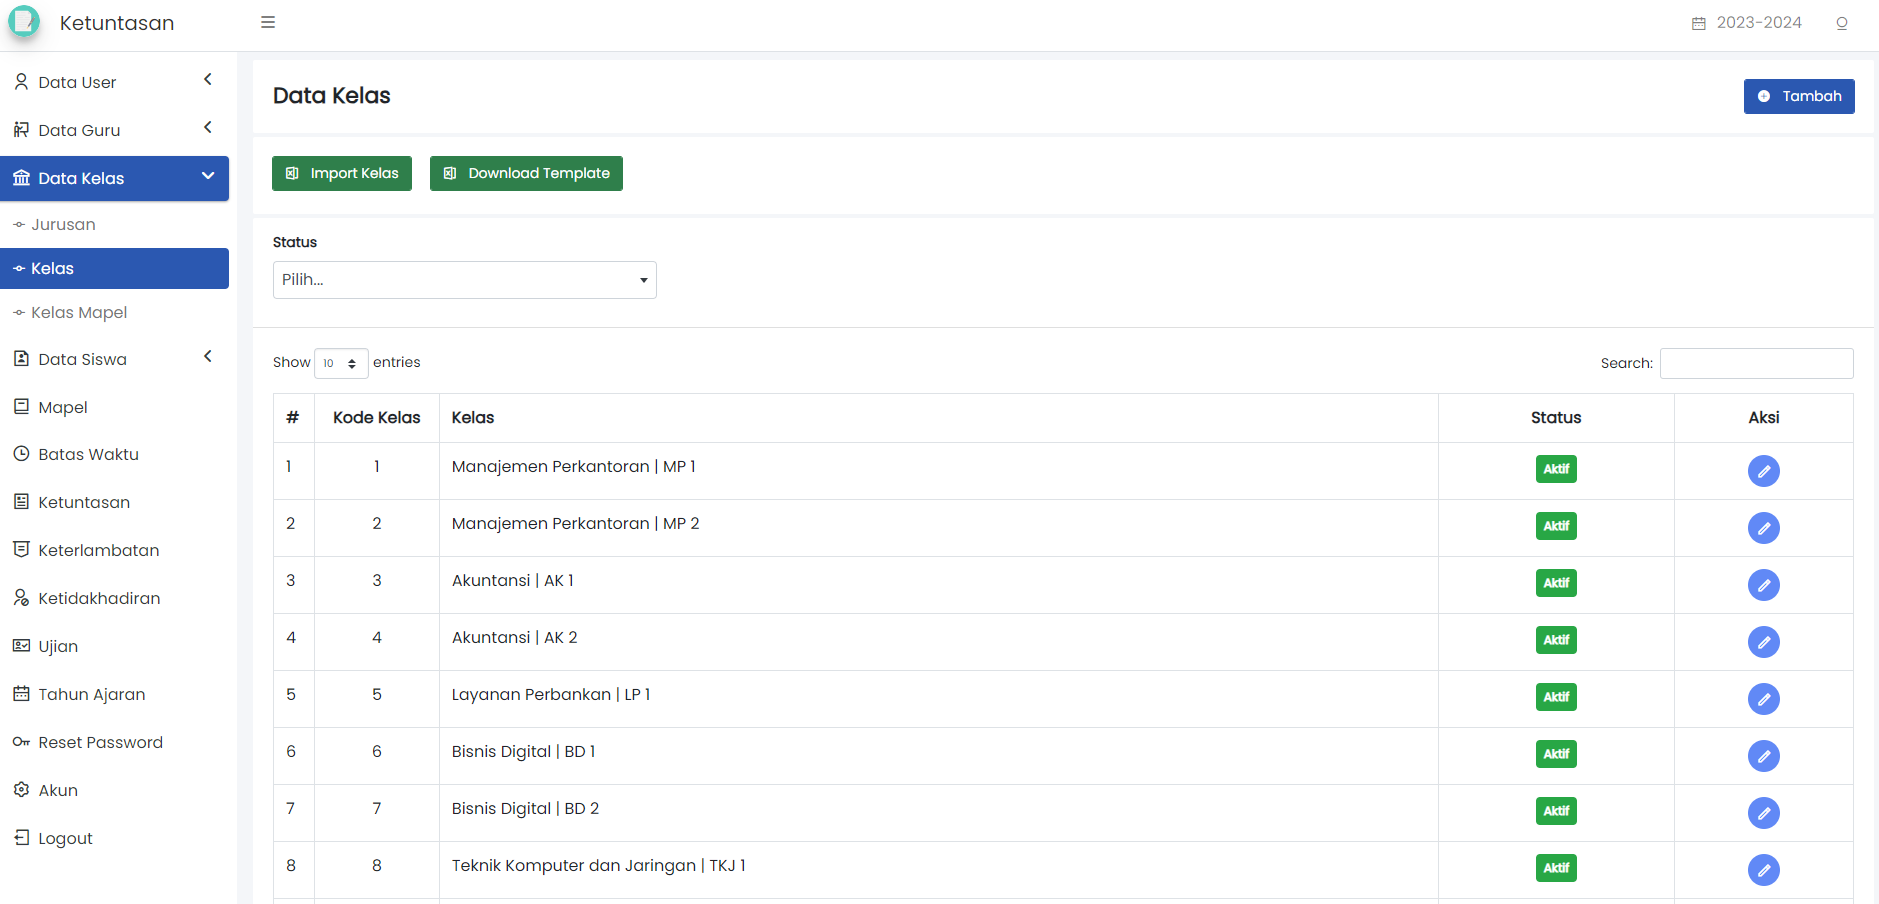 Ketuntasan
2023-2024
Data User
Data Guru
Data Kelas
Jurusan
Kelas
Kelas Mapel
Data Siswa
Mapel
Batas Waktu
Ketuntasan
Keterlambatan
Ketidakhadiran
Ujian
Tahun Ajaran
Reset Password
Akun
Logout
Data Kelas
Tambah
Import Kelas Download Template
Status
Pilih...
Show 10 entries Search:
# Kode Kelas Kelas Status Aksi
1 1 Manajemen Perkantoran | MP 1 Aktif
2 2 Manajemen Perkantoran | MP 2 Aktif
3 3 Akuntansi | AK 1 Aktif
4 4 Akuntansi | AK 2 Aktif
5 5 Layanan Perbankan | LP 1 Aktif
6 6 Bisnis Digital | BD 1 Aktif
7 7 Bisnis Digital | BD 2 Aktif
8 8 Teknik Komputer dan Jaringan | TKJ 1 Aktif